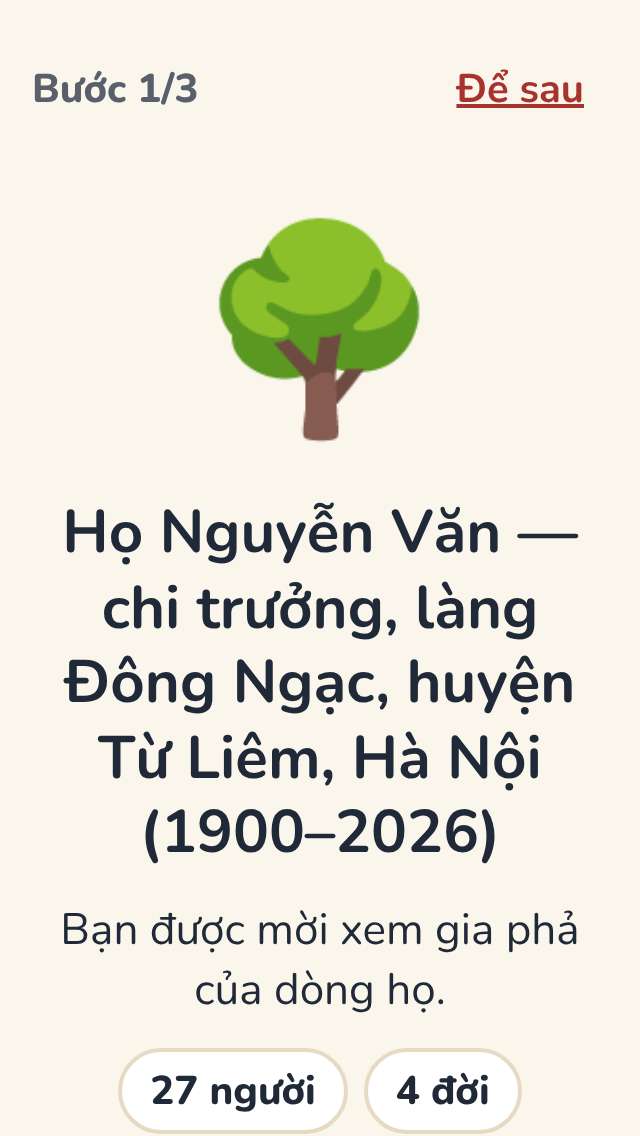 Bước 1/3
Để sau
Họ Nguyễn Văn —
chi trưởng, làng
Đông Ngạc, huyện
Từ Liêm, Hà Nội
(1900–2026)
Bạn được mời xem gia phả
của dòng họ.
27 người
4 đời